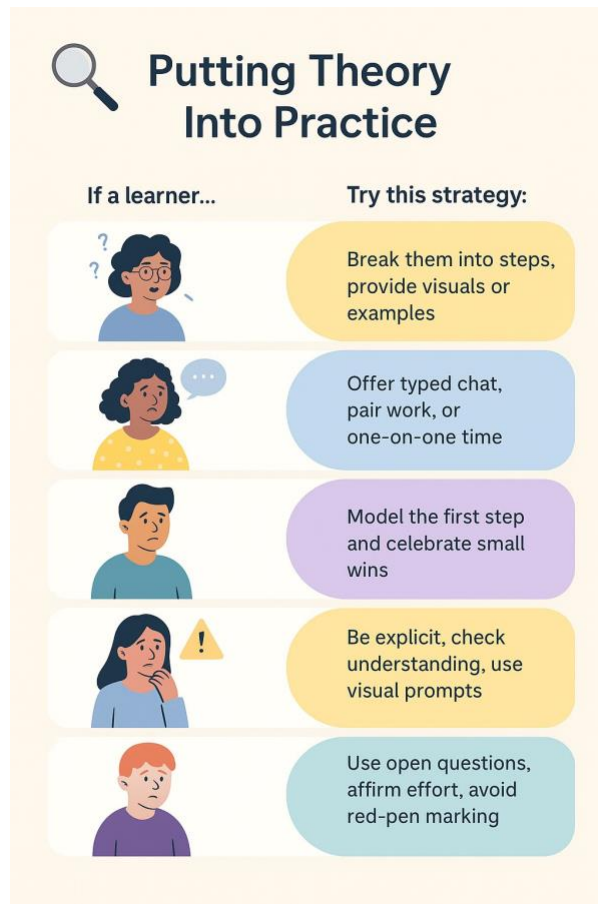 Putting Theory
Into Practice
If a learner...
Try this strategy:
? 
?
Break them into steps,
provide visuals or
examples
...
Offer typed chat,
pair work, or
one-on-one time
Model the first step
and celebrate small
wins
!
Be explicit, check
understanding, use
visual prompts
Use open questions,
affirm effort, avoid
red-pen marking